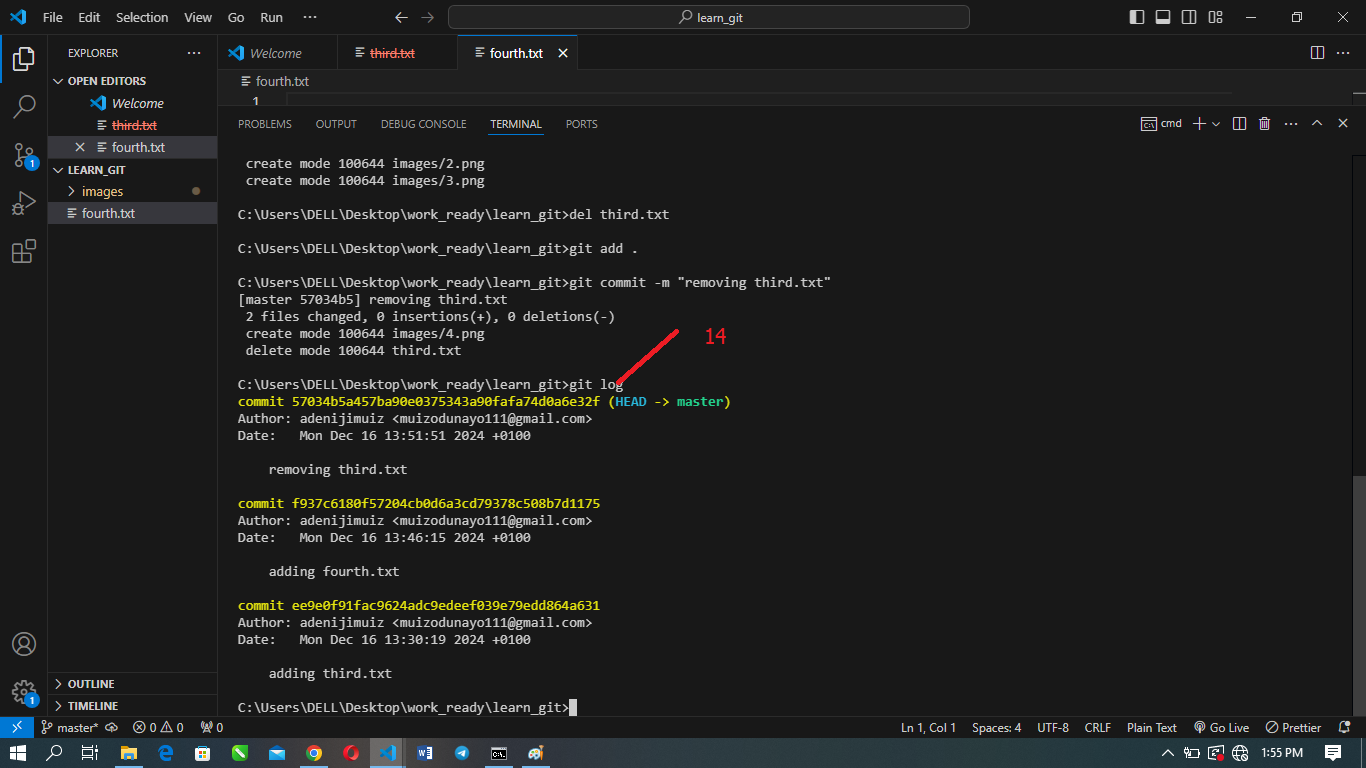 File Edit Selection View Go Run ··· learn_git
EXPLORER ···
OPEN EDITORS
Welcome
third.txt
fourth.txt
LEARN_GIT
images
fourth.txt
OUTLINE
TIMELINE
1
1
Welcome third.txt fourth.txt
fourth.txt
1
PROBLEMS OUTPUT DEBUG CONSOLE TERMINAL PORTS cmd
create mode 100644 images/2.png
create mode 100644 images/3.png
C:\Users\DELL\Desktop\work_ready\learn_git>del third.txt
C:\Users\DELL\Desktop\work_ready\learn_git>git add .
C:\Users\DELL\Desktop\work_ready\learn_git>git commit -m "removing third.txt"
[master 57034b5] removing third.txt
2 files changed, 0 insertions(+), 0 deletions(-)
create mode 100644 images/4.png
delete mode 100644 third.txt
14
C:\Users\DELL\Desktop\work_ready\learn_git>git log
commit 57034b5a457ba90e0375343a90fafa74d0a6e32f (HEAD -> master)
Author: adenijimuiz <muizodunayo111@gmail.com>
Date:   Mon Dec 16 13:51:51 2024 +0100
removing third.txt
commit f937c6180f57204cb0d6a3cd79378c508b7d1175
Author: adenijimuiz <muizodunayo111@gmail.com>
Date:   Mon Dec 16 13:46:15 2024 +0100
adding fourth.txt
commit ee9e0f91fac9624adc9edeef039e79edd864a631
Author: adenijimuiz <muizodunayo111@gmail.com>
Date:   Mon Dec 16 13:30:19 2024 +0100
adding third.txt
C:\Users\DELL\Desktop\work_ready\learn_git>
master* 0 0 0 Ln 1, Col 1 Spaces: 4 UTF-8 CRLF Plain Text Go Live Prettier
1:55 PM